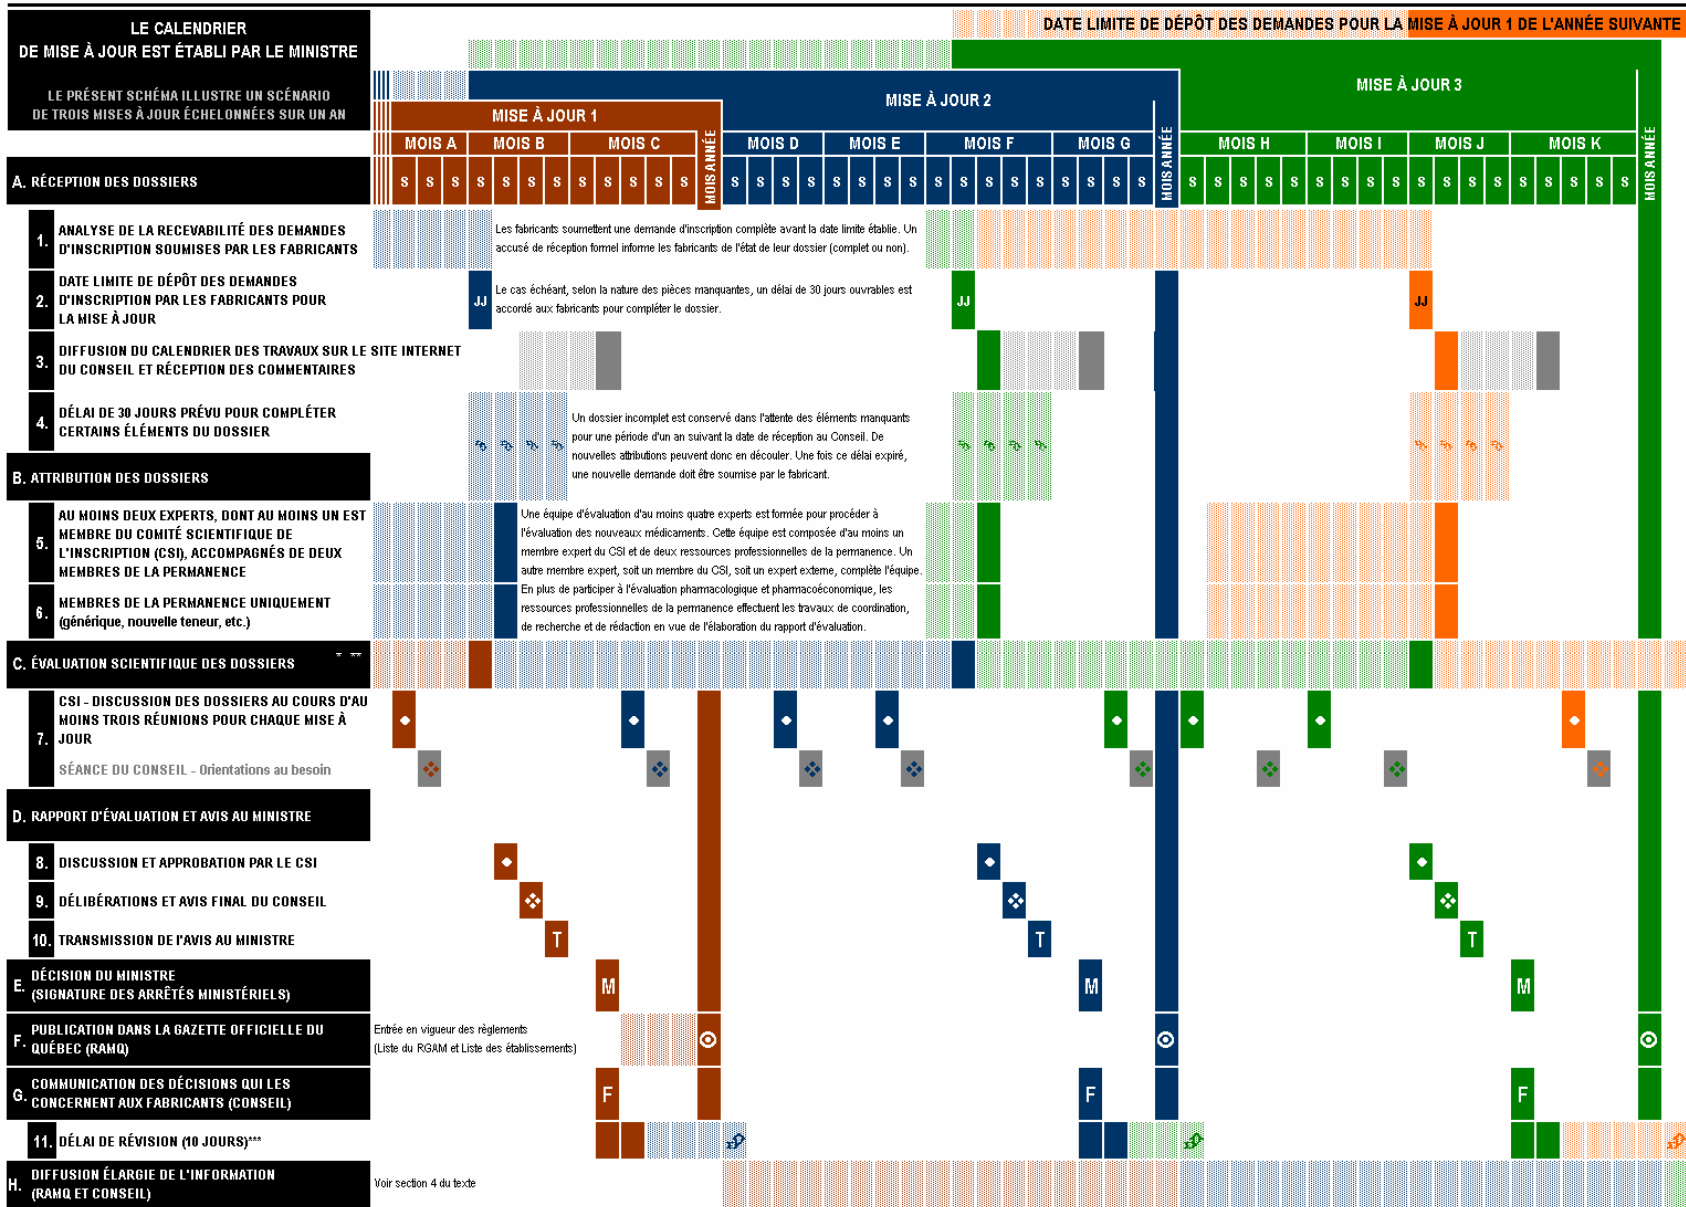 LE CALENDRIER
DE MISE À JOUR EST ÉTABLI PAR LE MINISTRE
LE PRÉSENT SCHÉMA ILLUSTRE UN SCÉNARIO
DE TROIS MISES À JOUR ÉCHELONNÉES SUR UN AN
DATE LIMITE DE DÉPÔT DES DEMANDES POUR LA MISE À JOUR 1 DE L'ANNÉE SUIVANTE
MISE À JOUR 3
MISE À JOUR 2
MISE À JOUR 1
MOIS A MOIS B MOIS C MOIS ANNÉE MOIS D MOIS E MOIS F MOIS G MOIS ANNÉE MOIS H MOIS I MOIS J MOIS K MOIS ANNÉE
A. RÉCEPTION DES DOSSIERS
S S S S S S S S S S S S S S S S S S S S S S S S S S S S S S S S S S S S S S S S S S S S S S S
1. ANALYSE DE LA RECEVABILITÉ DES DEMANDES
D'INSCRIPTION SOUMISES PAR LES FABRICANTS
Les fabricants soumettent une demande d'inscription complète avant la date limite établie. Un
accusé de réception formel informe les fabricants de l'état de leur dossier (complet ou non).
2. DATE LIMITE DE DÉPÔT DES DEMANDES
D'INSCRIPTION PAR LES FABRICANTS POUR
LA MISE À JOUR
JJ
Le cas échéant, selon la nature des pièces manquantes, un délai de 30 jours ouvrables est
accordé aux fabricants pour compléter le dossier.
JJ
JJ
3. DIFFUSION DU CALENDRIER DES TRAVAUX SUR LE SITE INTERNET
DU CONSEIL ET RÉCEPTION DES COMMENTAIRES
4. DÉLAI DE 30 JOURS PRÉVU POUR COMPLÉTER
CERTAINS ÉLÉMENTS DU DOSSIER
Un dossier incomplet est conservé dans l'attente des éléments manquants
pour une période d'un an suivant la date de réception au Conseil. De
nouvelles attributions peuvent donc en découler. Une fois ce délai expiré,
une nouvelle demande doit être soumise par le fabricant.
B. ATTRIBUTION DES DOSSIERS
5. AU MOINS DEUX EXPERTS, DONT AU MOINS UN EST
MEMBRE DU COMITÉ SCIENTIFIQUE DE
L'INSCRIPTION (CSI), ACCOMPAGNÉS DE DEUX
MEMBRES DE LA PERMANENCE
Une équipe d'évaluation d'au moins quatre experts est formée pour procéder à
l'évaluation des nouveaux médicaments. Cette équipe est composée d'au moins un
membre expert du CSI et de deux ressources professionnelles de la permanence. Un
autre membre expert, soit un membre du CSI, soit un expert externe, complète l'équipe.
6. MEMBRES DE LA PERMANENCE UNIQUEMENT
(générique, nouvelle teneur, etc.)
En plus de participer à l'évaluation pharmacologique et pharmacoéconomique, les
ressources professionnelles de la permanence effectuent les travaux de coordination,
de recherche et de rédaction en vue de l'élaboration du rapport d'évaluation.
C. ÉVALUATION SCIENTIFIQUE DES DOSSIERS * **
7. CSI - DISCUSSION DES DOSSIERS AU COURS D'AU
MOINS TROIS RÉUNIONS POUR CHAQUE MISE À
JOUR
SÉANCE DU CONSEIL - Orientations au besoin
D. RAPPORT D'ÉVALUATION ET AVIS AU MINISTRE
8. DISCUSSION ET APPROBATION PAR LE CSI
9. DÉLIBÉRATIONS ET AVIS FINAL DU CONSEIL
10. TRANSMISSION DE l'AVIS AU MINISTRE
T T T
E. DÉCISION DU MINISTRE
(SIGNATURE DES ARRÊTÉS MINISTÉRIELS)
M M M
F. PUBLICATION DANS LA GAZETTE OFFICIELLE DU
QUÉBEC (RAMQ)
Entrée en vigueur des règlements
(Liste du RGAM et Liste des établissements)
G. COMMUNICATION DES DÉCISIONS QUI LES
CONCERNENT AUX FABRICANTS (CONSEIL)
F F F
11. DÉLAI DE RÉVISION (10 JOURS)***
H. DIFFUSION ÉLARGIE DE L'INFORMATION
(RAMQ ET CONSEIL)
Voir section 4 du texte